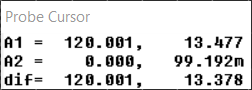 Probe Cursor
A1 = 120.001, 13.477
A2 = 0.000, 99.192m
dif= 120.001, 13.378